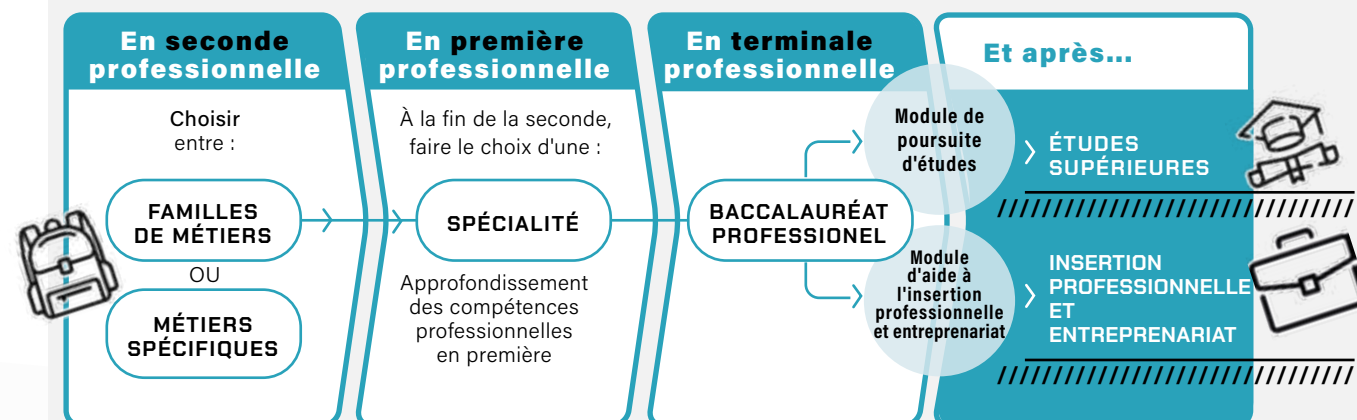 En seconde
professionnelle
Choisir
entre :
FAMILLES
DE MÉTIERS
OU
MÉTIERS
SPÉCIFIQUES
En première
professionnelle
À la fin de la seconde,
faire le choix d'une :
SPÉCIALITÉ
Approfondissement
des compétences
professionnelles
en première
En terminale
professionnelle
BACCALAURÉAT
PROFESSIONEL
Module de
poursuite
d'études
Module
d'aide à
l'insertion
professionnelle
et entreprenariat
Et après...
ÉTUDES
SUPÉRIEURES
INSERTION
PROFESSIONNELLE
ET
ENTREPRENARIAT